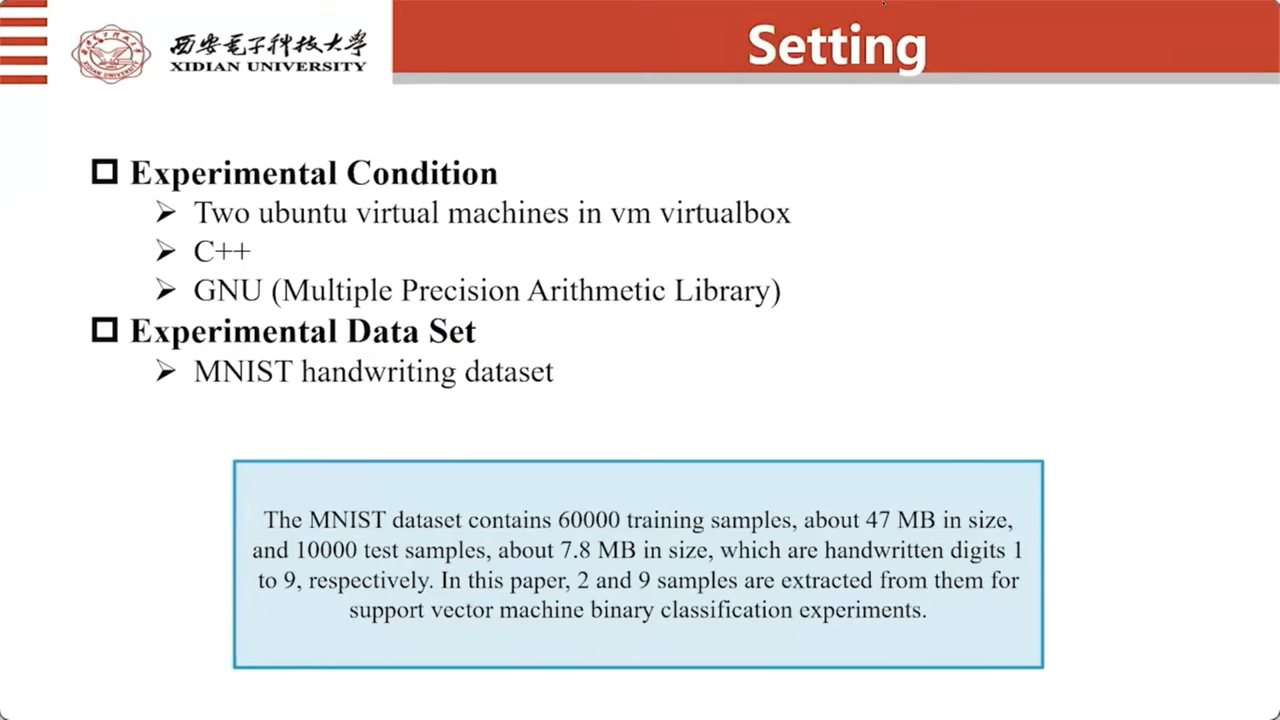 西安电子科技大学
XIDIAN UNIVERSITY
Setting
Experimental Condition
Two ubuntu virtual machines in vm virtualbox
C++
GNU (Multiple Precision Arithmetic Library)
Experimental Data Set
MNIST handwriting dataset
The MNIST dataset contains 60000 training samples, about 47 MB in size,
and 10000 test samples, about 7.8 MB in size, which are handwritten digits 1
to 9, respectively. In this paper, 2 and 9 samples are extracted from them for
support vector machine binary classification experiments.